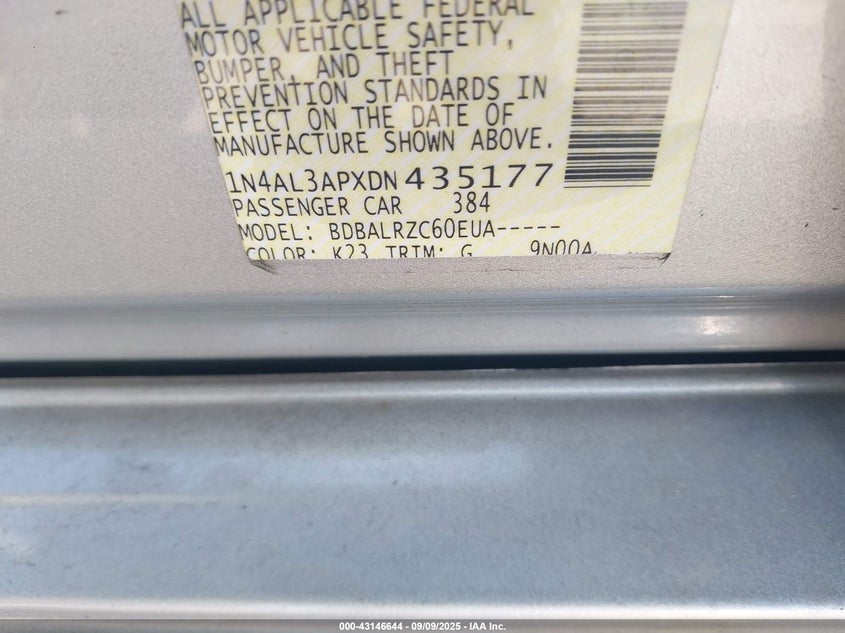 ALL APPLICABLE FEDERAL
MOTOR VEHICLE SAFETY,
BUMPER, AND THEFT
PREVENTION STANDARDS IN
EFFECT ON THE DATE OF
MANUFACTURE SHOWN ABOVE.
1N4AL3APXDN435177
PASSENGER CAR 384
MODEL: BDBALRZC60EUA-----
COLOR: K23 TRIM: G 9N00A
000-43146644 / 09/09/2025 - IAA Inc.